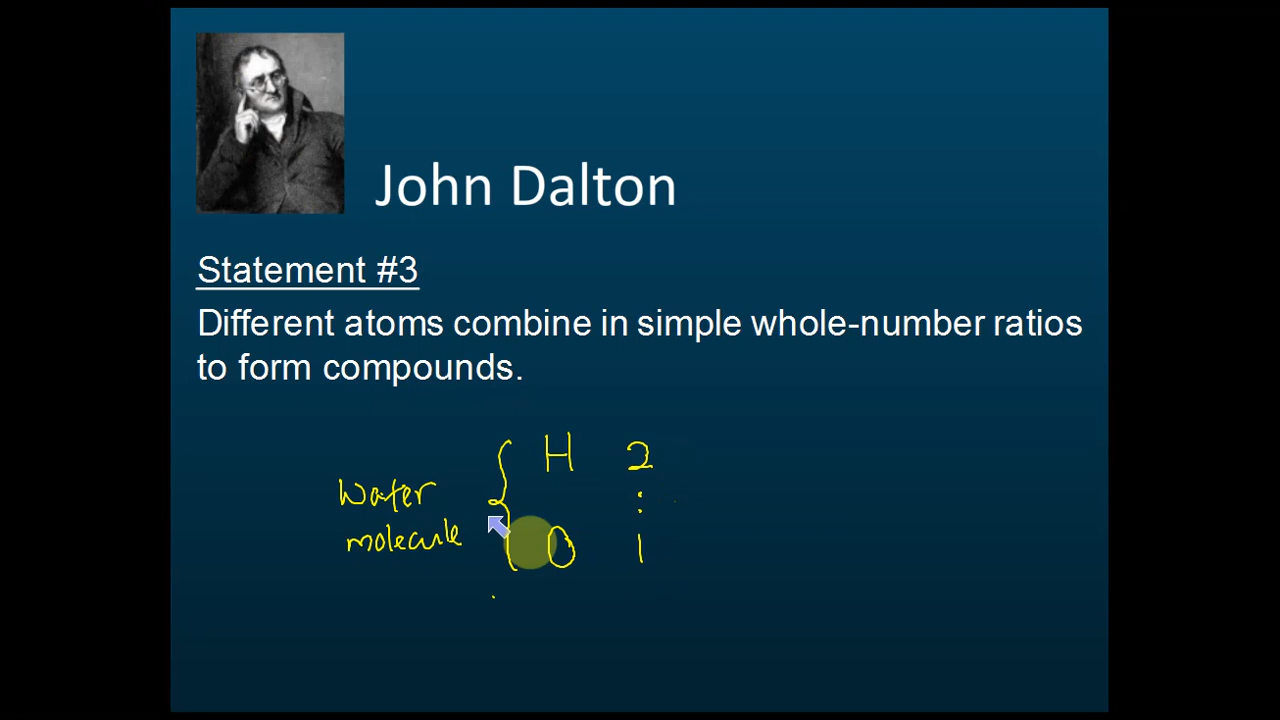 John Dalton
Statement #3
Different atoms combine in simple whole-number ratios
to form compounds.
H 2
Water :
molecule O 1